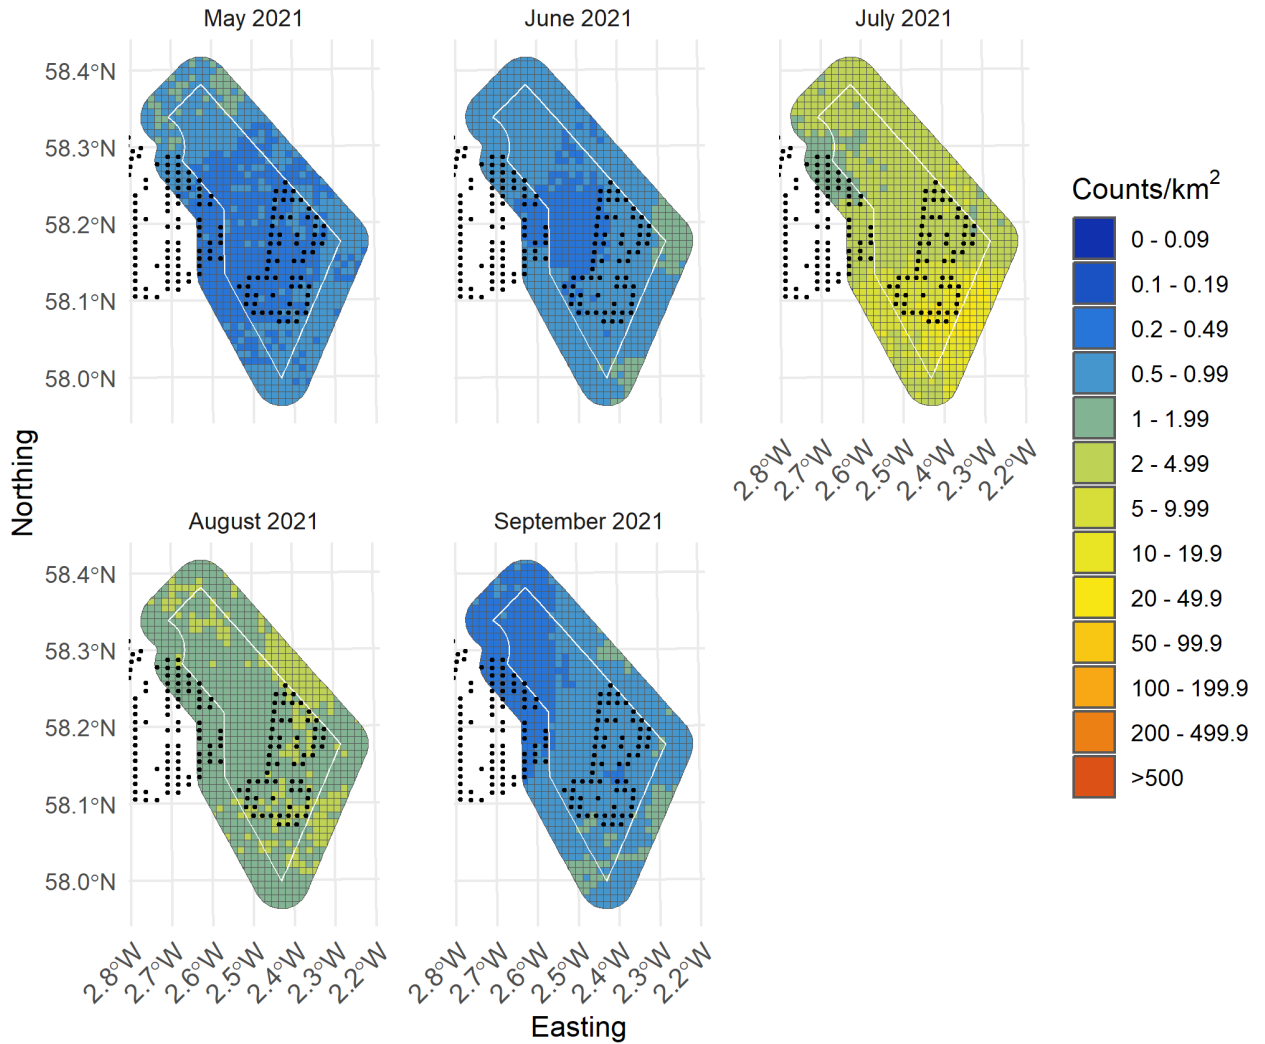 May 2021
June 2021
July 2021
58.4°N
58.3°N
58.2°N
58.1°N
58.0°N
2.8°W
2.7°W
2.6°W
2.5°W
2.4°W
2.3°W
2.2°W
Northing
August 2021
September 2021
58.4°N
58.3°N
58.2°N
58.1°N
58.0°N
2.8°W
2.7°W
2.6°W
2.5°W
2.4°W
2.3°W
2.2°W
2.8°W
2.7°W
2.6°W
2.5°W
2.4°W
2.3°W
2.2°W
Easting
Counts/km²
0 - 0.09
0.1 - 0.19
0.2 - 0.49
0.5 - 0.99
1 - 1.99
2 - 4.99
5 - 9.99
10 - 19.9
20 - 49.9
50 - 99.9
100 - 199.9
200 - 499.9
>500